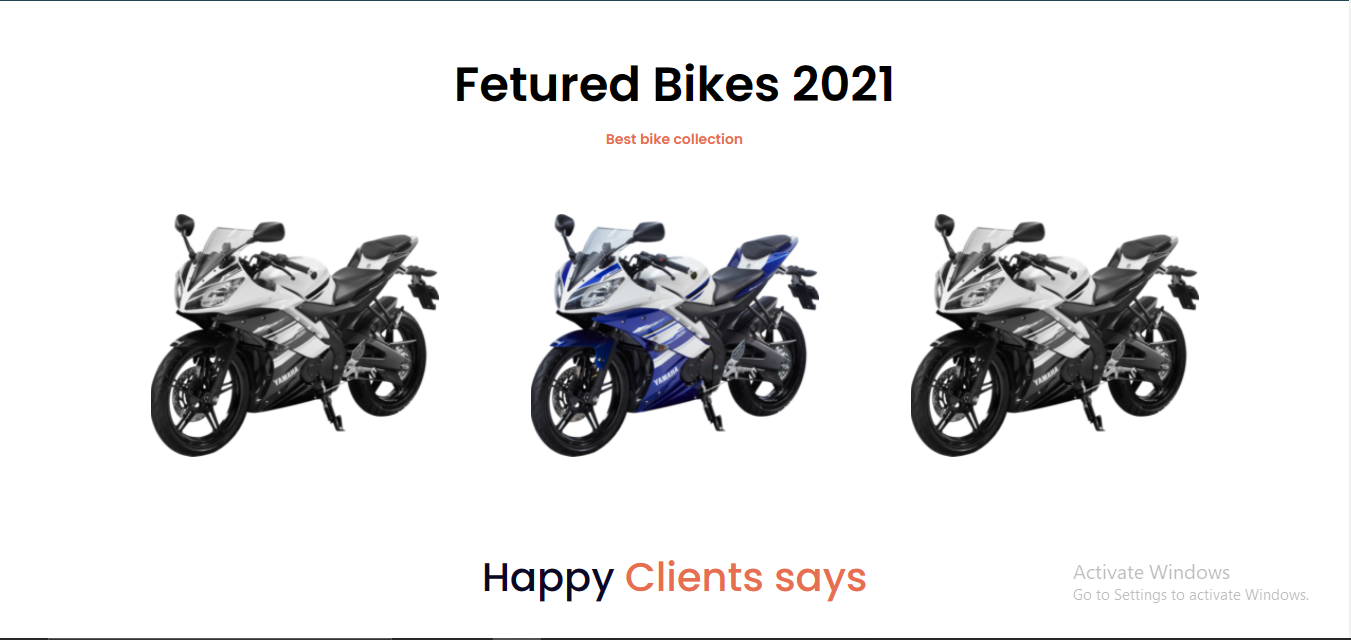 Fetured Bikes 2021
Best bike collection
YAMAHA
YAMAHA
YAMAHA
Happy Clients says
Activate Windows
Go to Settings to activate Windows.